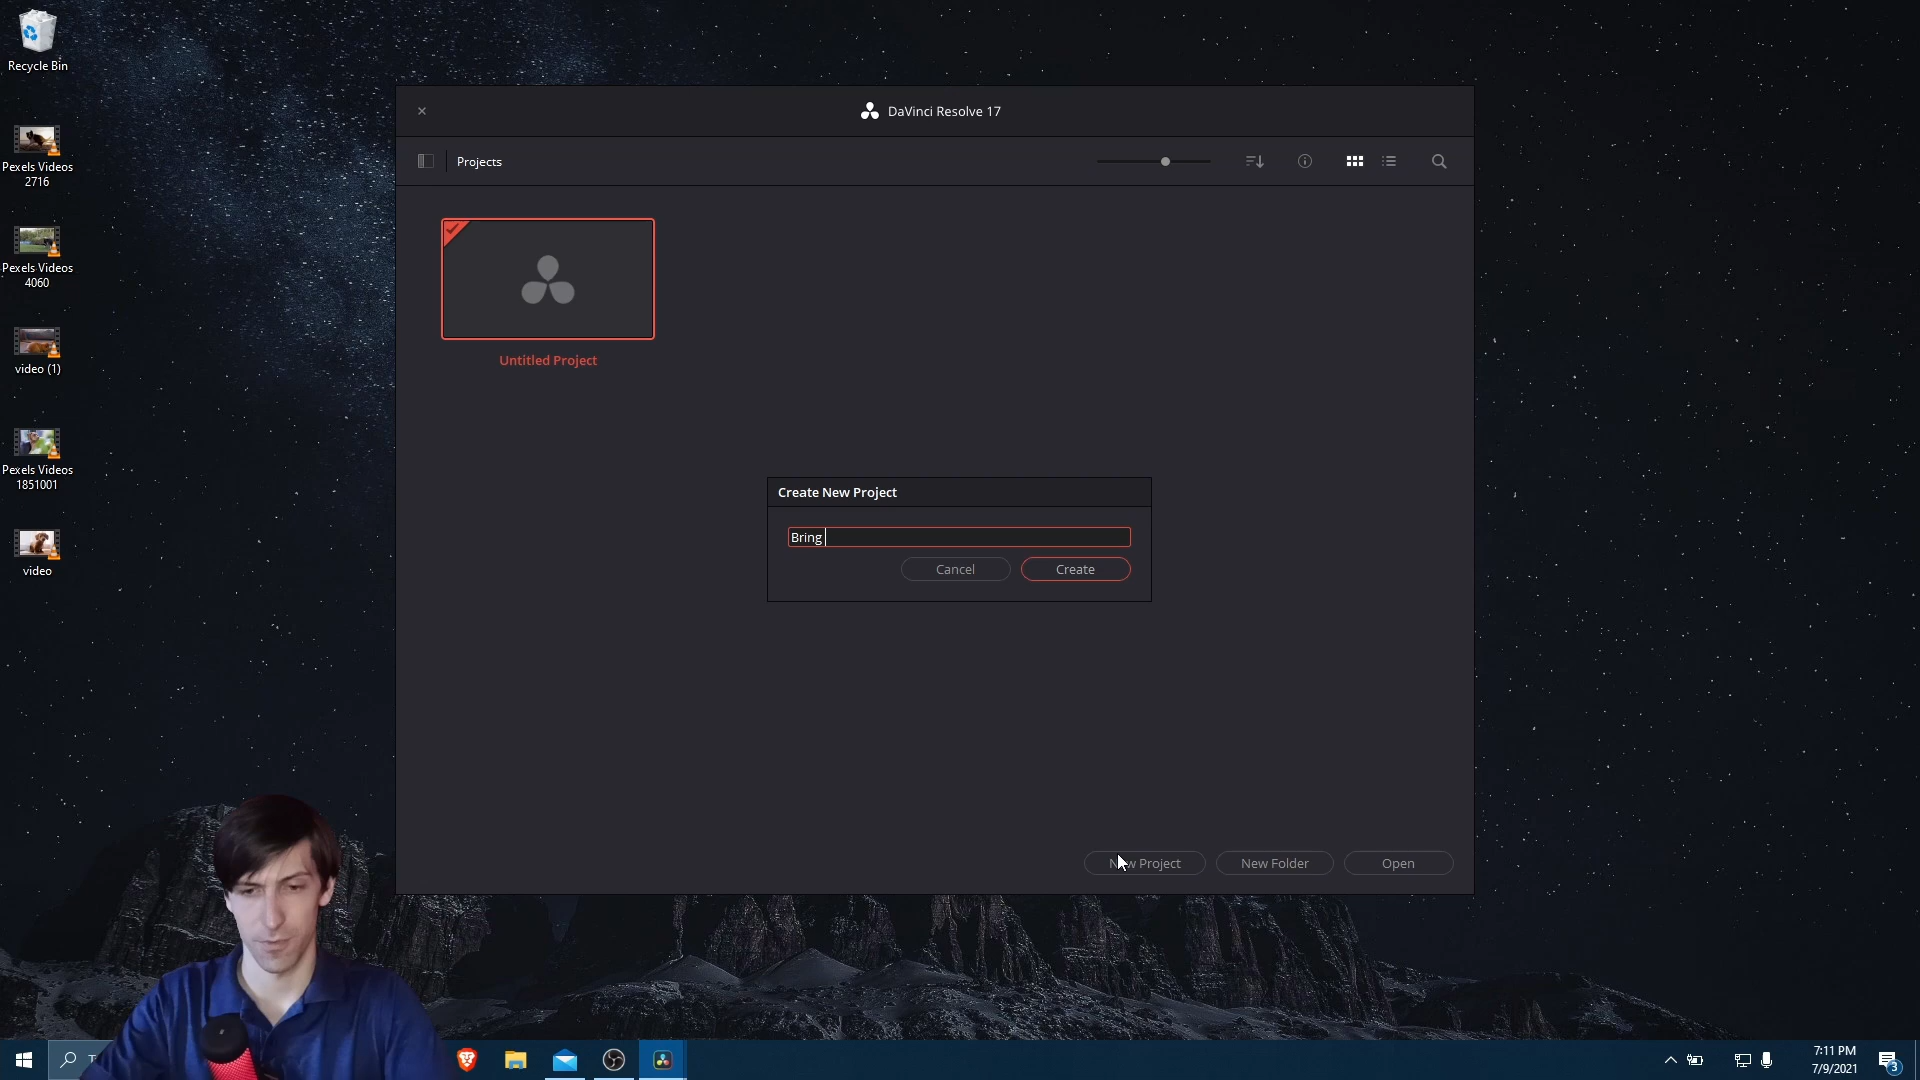 Recycle Bin
Pexels Videos
2716
Pexels Videos
4060
video (1)
Pexels Videos
1851001
video
DaVinci Resolve 17
Projects
Untitled Project
Create New Project
Bring
Cancel
Create
New Project
New Folder
Open
T
7:11 PM
7/9/2021
3